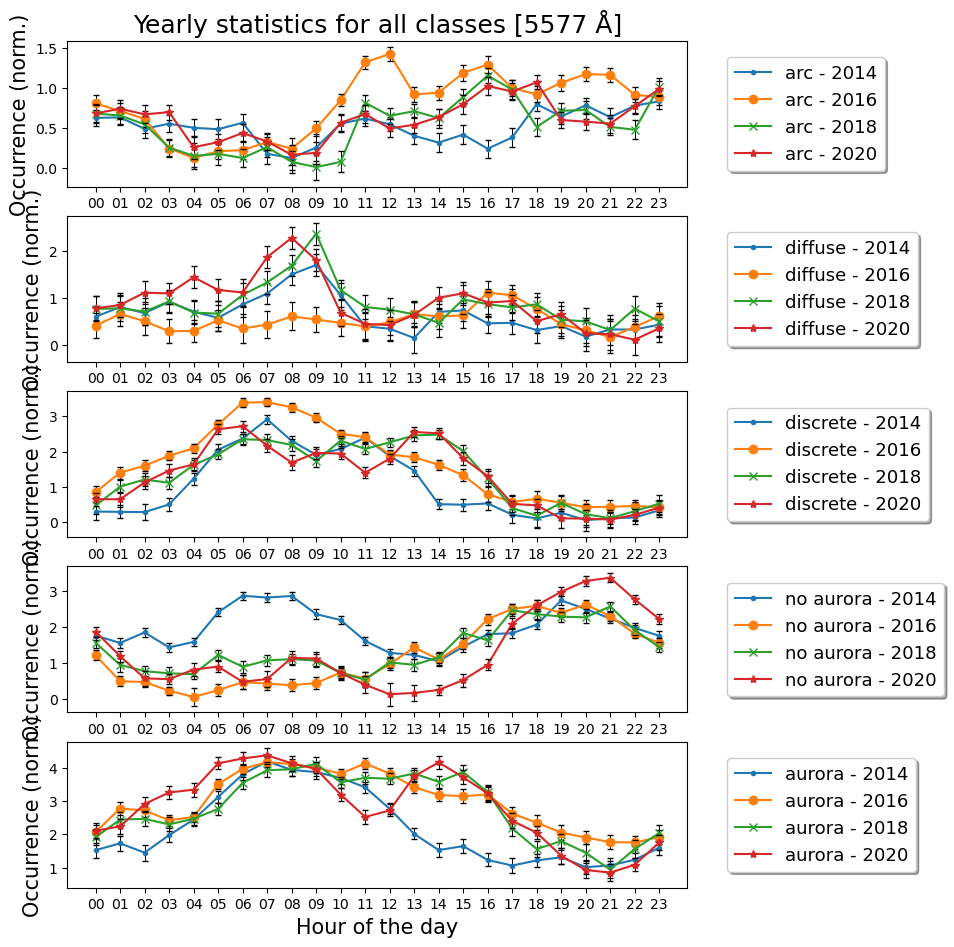 Yearly statistics for all classes [5577 Å]
Occurrence (norm.)
1.5
1.0
0.5
0.0
00 01 02 03 04 05 06 07 08 09 10 11 12 13 14 15 16 17 18 19 20 21 22 23
arc - 2014
arc - 2016
arc - 2018
arc - 2020
Occurrence (norm.)
2
1
0
00 01 02 03 04 05 06 07 08 09 10 11 12 13 14 15 16 17 18 19 20 21 22 23
diffuse - 2014
diffuse - 2016
diffuse - 2018
diffuse - 2020
Occurrence (norm.)
3
2
1
0
00 01 02 03 04 05 06 07 08 09 10 11 12 13 14 15 16 17 18 19 20 21 22 23
discrete - 2014
discrete - 2016
discrete - 2018
discrete - 2020
Occurrence (norm.)
3
2
1
0
00 01 02 03 04 05 06 07 08 09 10 11 12 13 14 15 16 17 18 19 20 21 22 23
no aurora - 2014
no aurora - 2016
no aurora - 2018
no aurora - 2020
Occurrence (norm.)
4
3
2
1
00 01 02 03 04 05 06 07 08 09 10 11 12 13 14 15 16 17 18 19 20 21 22 23
aurora - 2014
aurora - 2016
aurora - 2018
aurora - 2020
Hour of the day